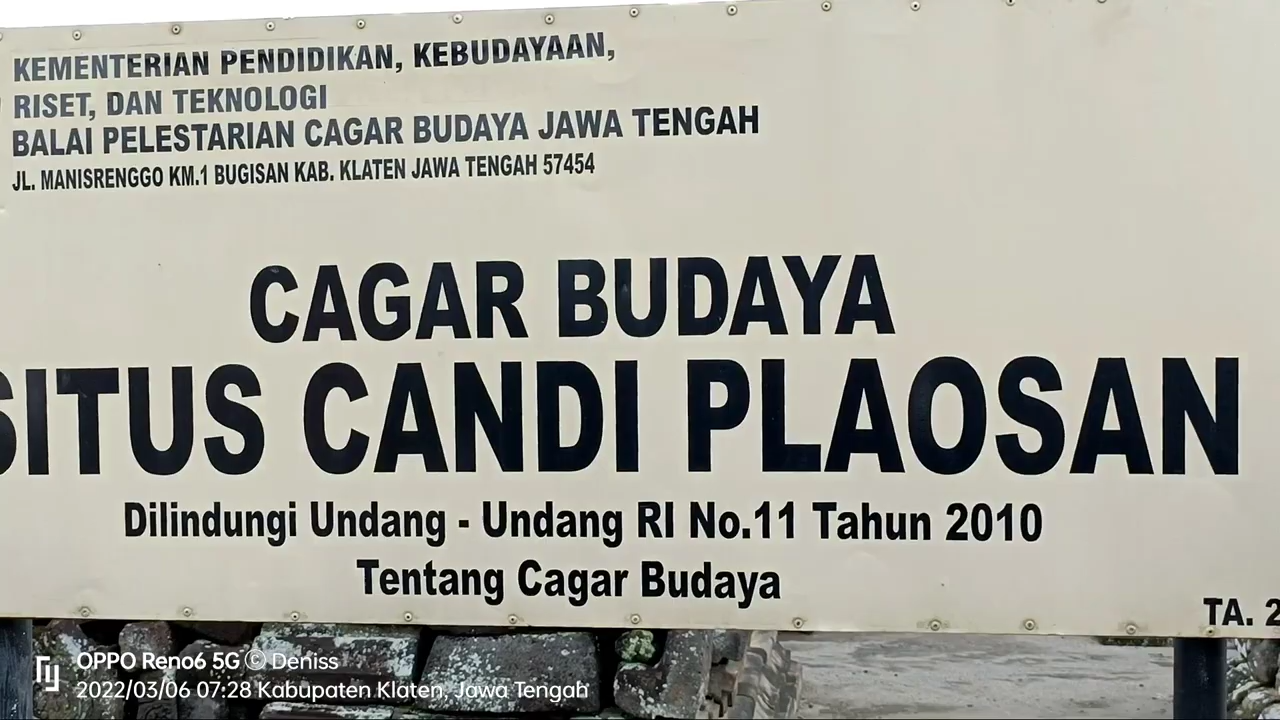 KEMENTERIAN PENDIDIKAN, KEBUDAYAAN,
RISET, DAN TEKNOLOGI
BALAI PELESTARIAN CAGAR BUDAYA JAWA TENGAH
JL. MANISRENGGO KM.1 BUGISAN KAB. KLATEN JAWA TENGAH 57454
CAGAR BUDAYA
SITUS CANDI PLAOSAN
Dilindungi Undang - Undang RI No.11 Tahun 2010
Tentang Cagar Budaya
TA. 2
OPPO Reno6 5G © Deniss
2022/03/06 07:28 Kabupaten Klaten, Jawa Tengah